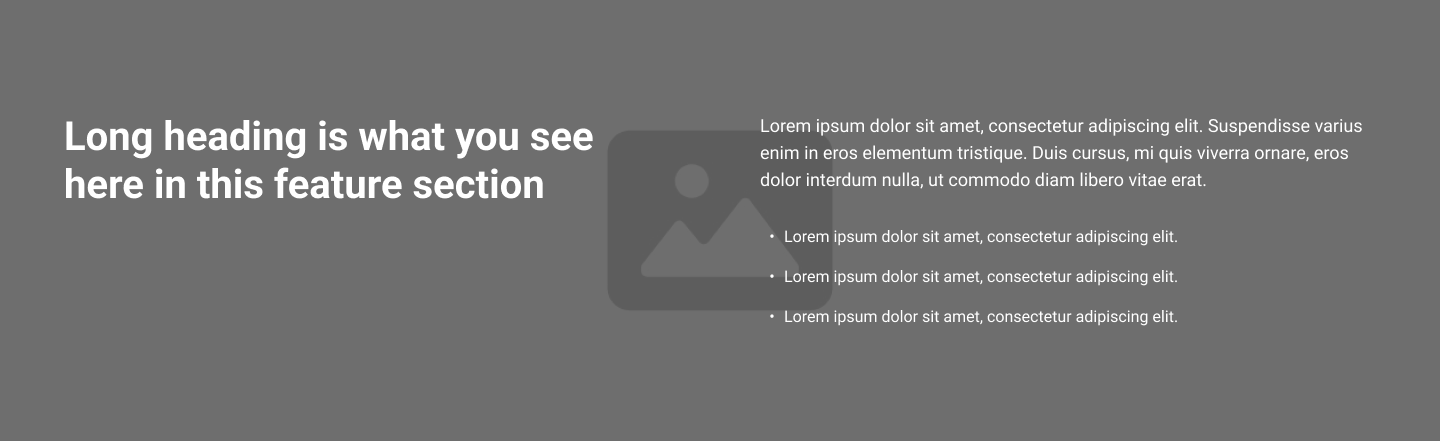 Long heading is what you see
here in this feature section
Lorem ipsum dolor sit amet, consectetur adipiscing elit. Suspendisse varius
enim in eros elementum tristique. Duis cursus, mi quis viverra ornare, eros
dolor interdum nulla, ut commodo diam libero vitae erat.
• Lorem ipsum dolor sit amet, consectetur adipiscing elit.
• Lorem ipsum dolor sit amet, consectetur adipiscing elit.
• Lorem ipsum dolor sit amet, consectetur adipiscing elit.